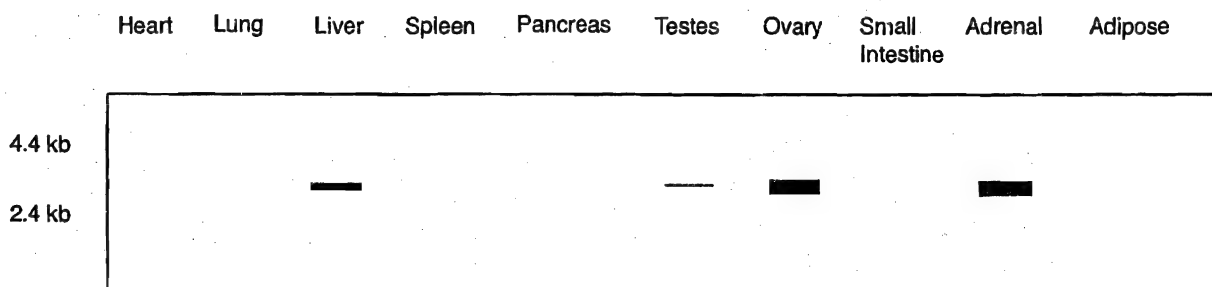 Heart Lung Liver Spleen Pancreas Testes Ovary Small Intestine Adrenal Adipose
4.4 kb
2.4 kb